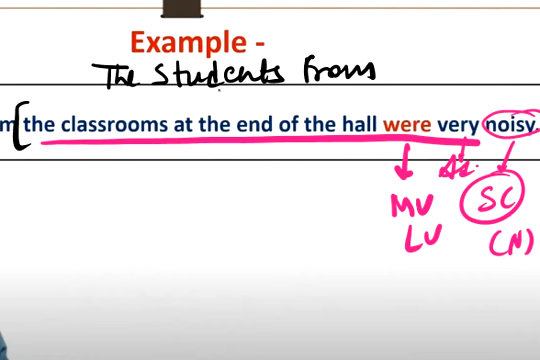 Example -
The Students from
m [the classrooms at the end of the hall were very noisy.
MV SC
LV (N)